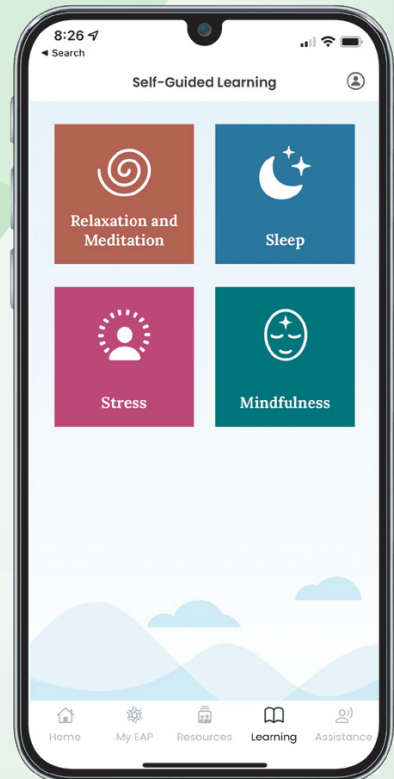 8:26
◄ Search
Self-Guided Learning
Relaxation and
Meditation
Sleep
Stress
Mindfulness
Home
My EAP
Resources
Learning
Assistance